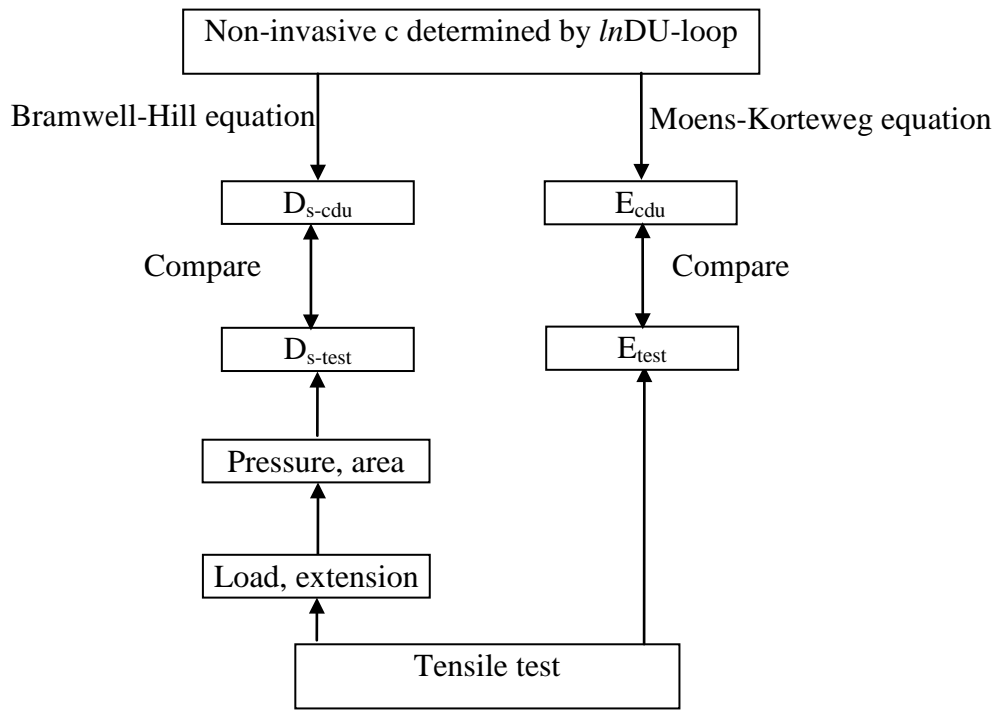 Non-invasive c determined by lnDU-loop
Bramwell-Hill equation
Moens-Korteweg equation
Ds-cdu
Ecdu
Compare
Compare
Ds-test
Etest
Pressure, area
Load, extension
Tensile test